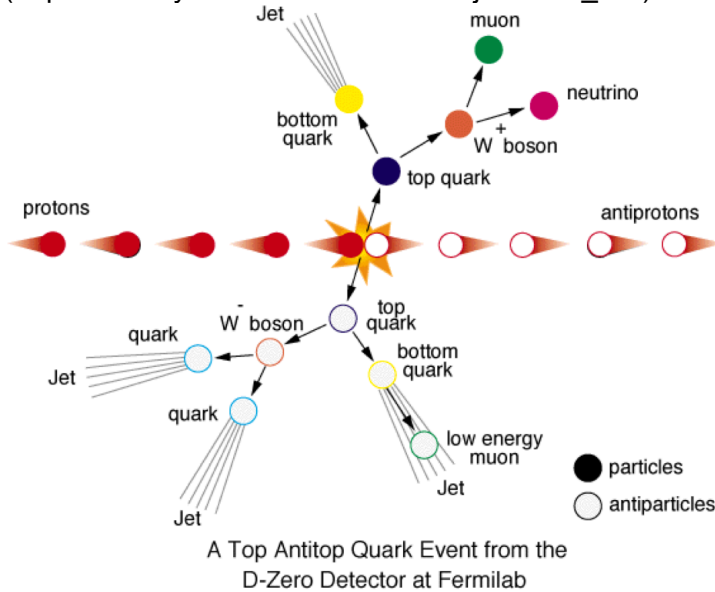 Jet
muon
neutrino
bottom
quark
+
W boson
top quark
protons
antiprotons
-
W boson
top
quark
quark
bottom
quark
Jet
quark
low energy
muon
particles
Jet
antiparticles
Jet
A Top Antitop Quark Event from the
D-Zero Detector at Fermilab